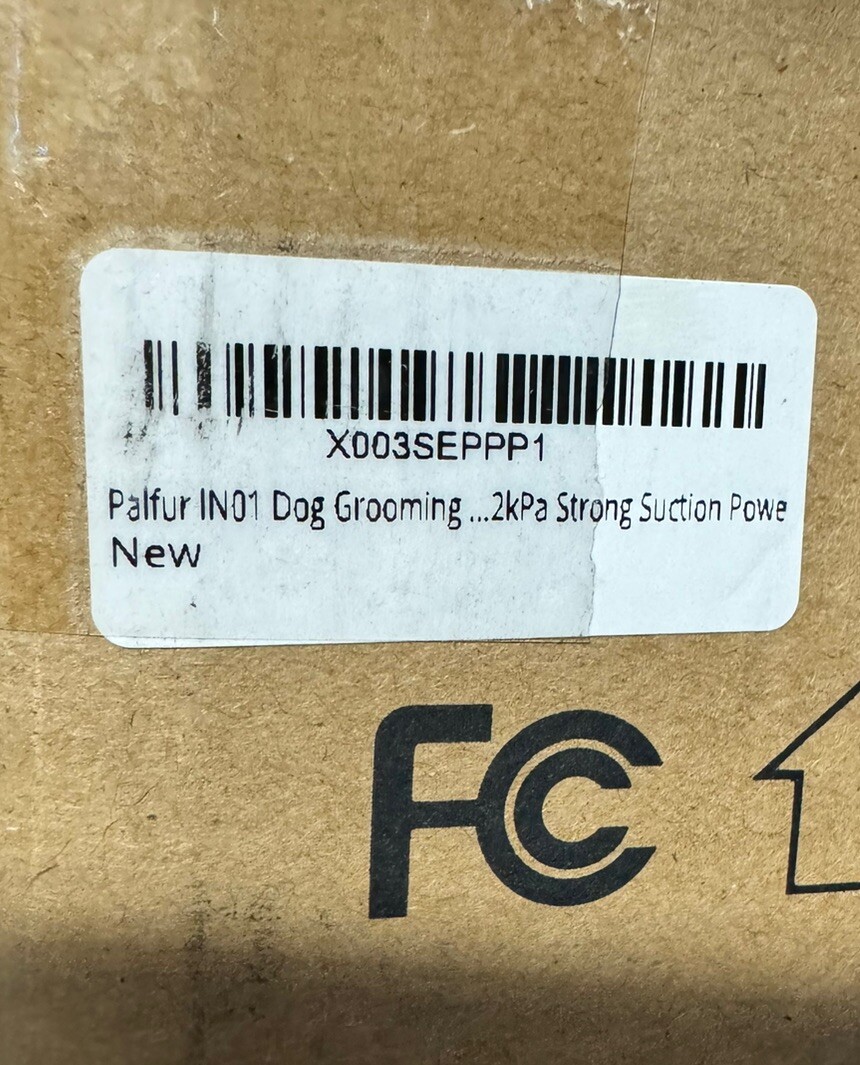 X003SEPPP1
Palfur IN01 Dog Grooming ...2kPa Strong Suction Powe
New
FC